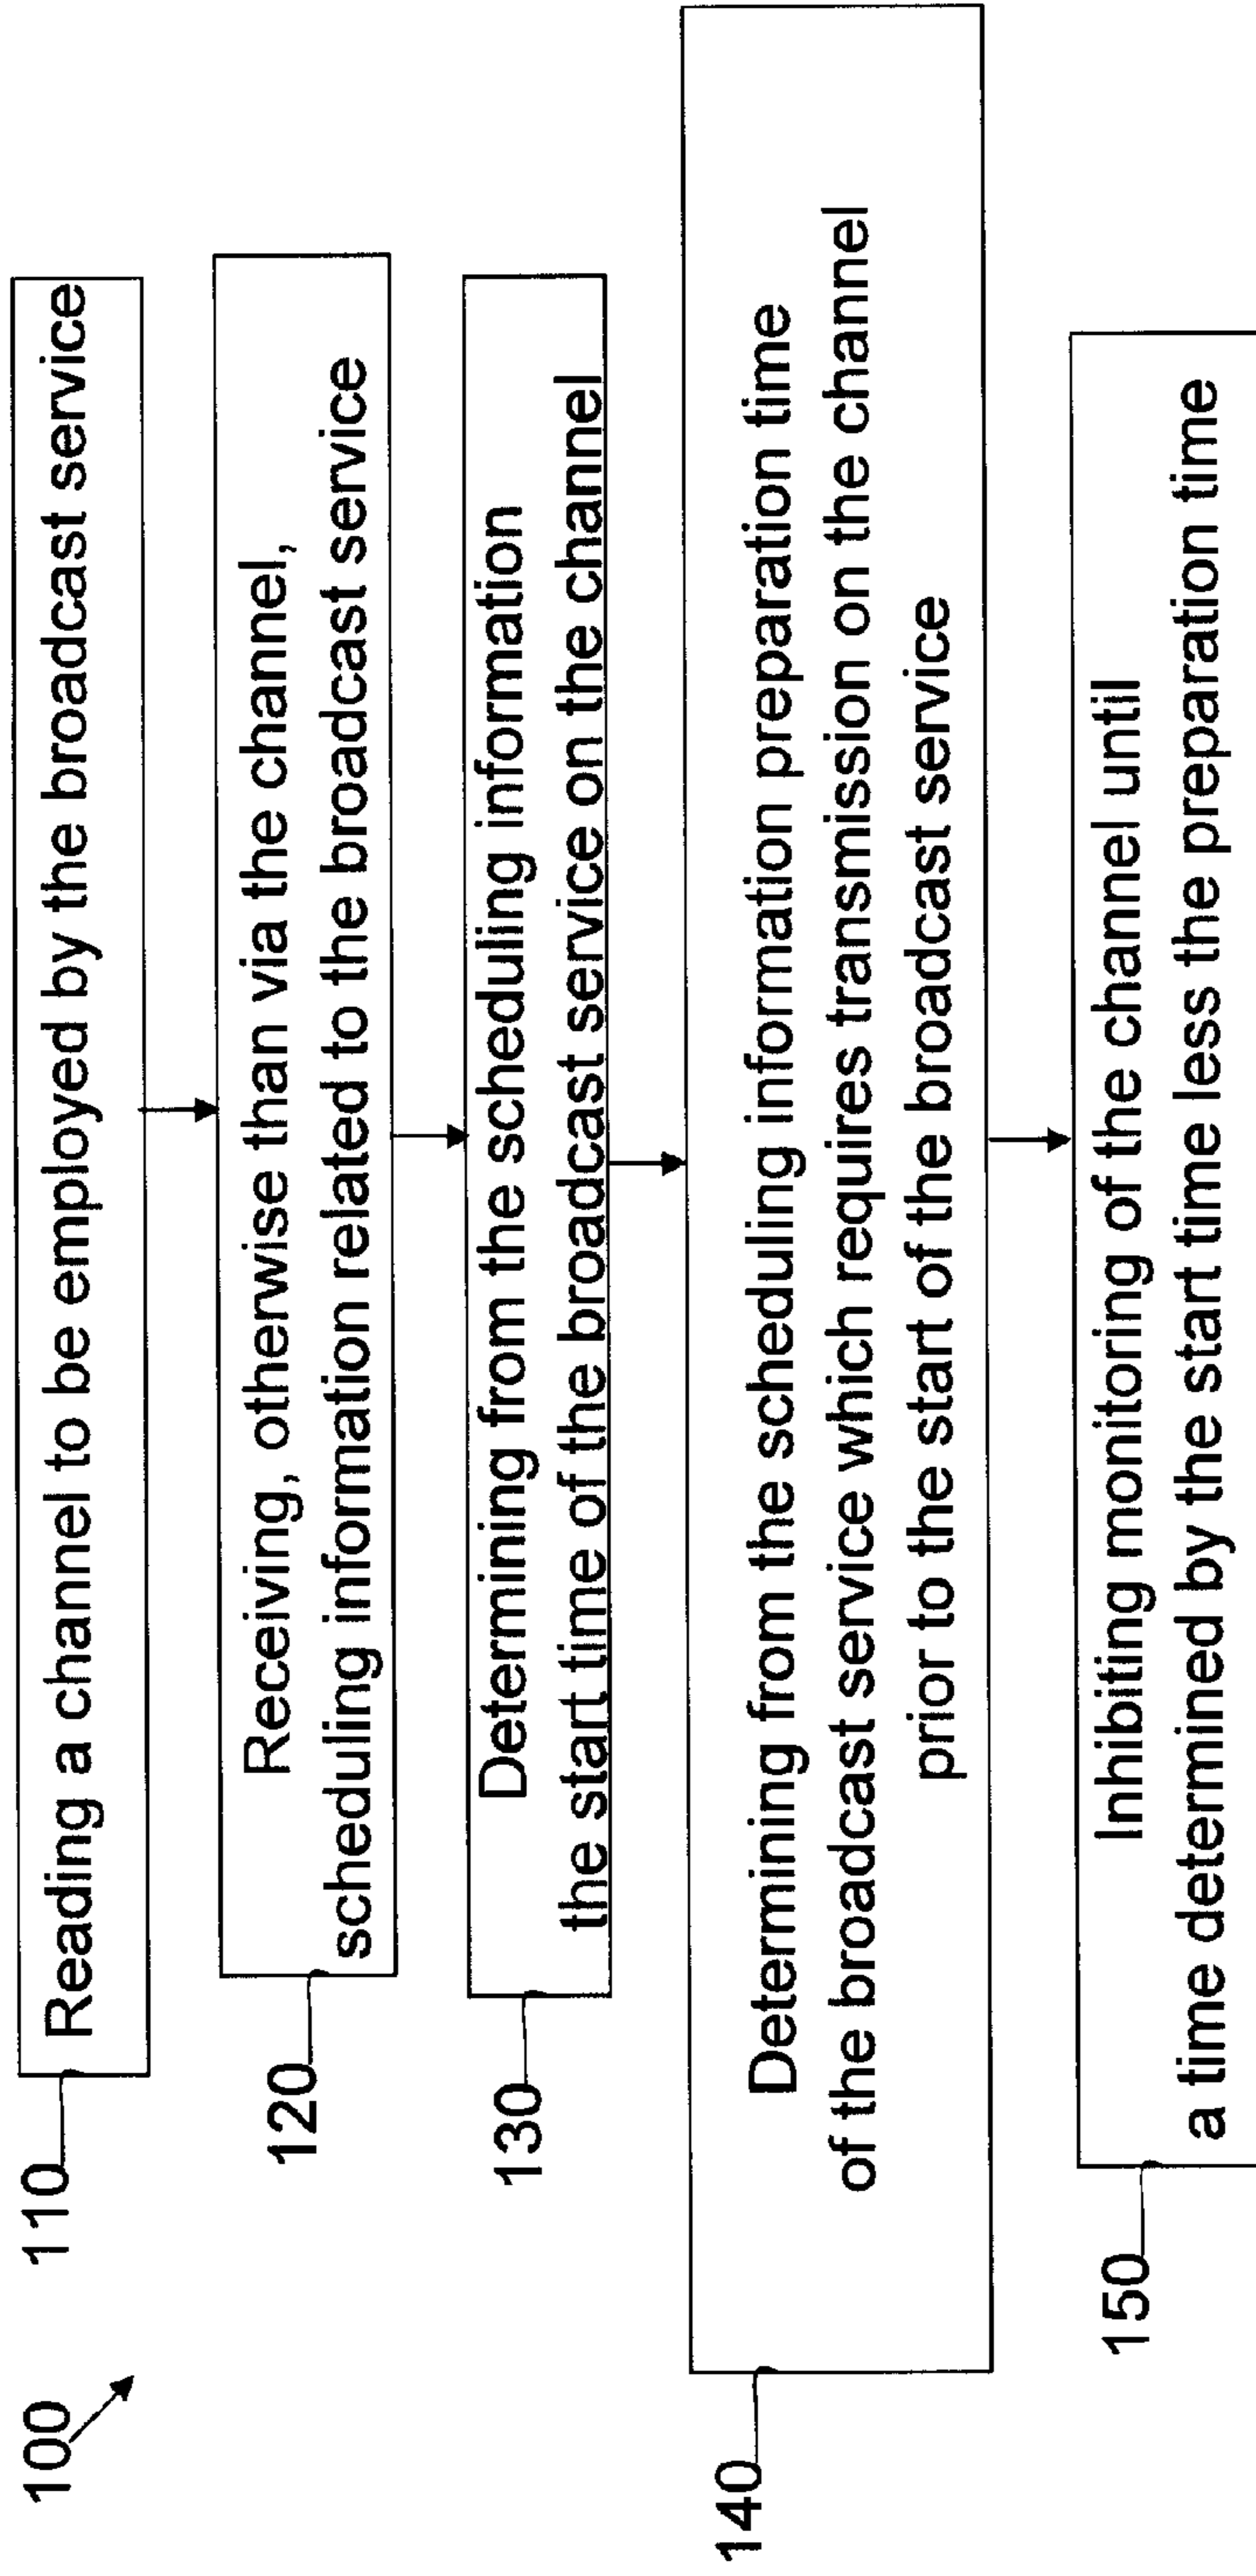 100
110
Reading a channel to be employed by the broadcast service
120
Receiving, otherwise than via the channel,
scheduling information related to the broadcast service
130
Determining from the scheduling information
the start time of the broadcast service on the channel
140
Determining from the scheduling information preparation time
of the broadcast service which requires transmission on the channel
prior to the start of the broadcast service
150
Inhibiting monitoring of the channel until
a time determined by the start time less the preparation time